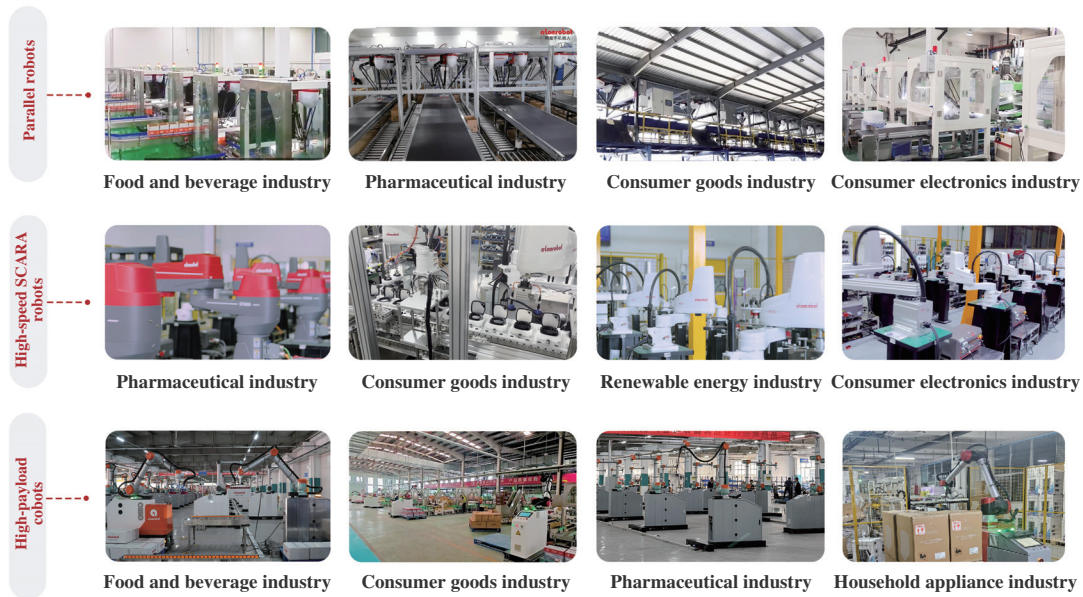 Parallel robots
atomrobot
Food and beverage industry
Pharmaceutical industry
Consumer goods industry
Consumer electronics industry
High-speed SCARA
robots
atomrobot
Pharmaceutical industry
Consumer goods industry
Renewable energy industry
Consumer electronics industry
High-payload
cobots
Food and beverage industry
Consumer goods industry
Pharmaceutical industry
Household appliance industry